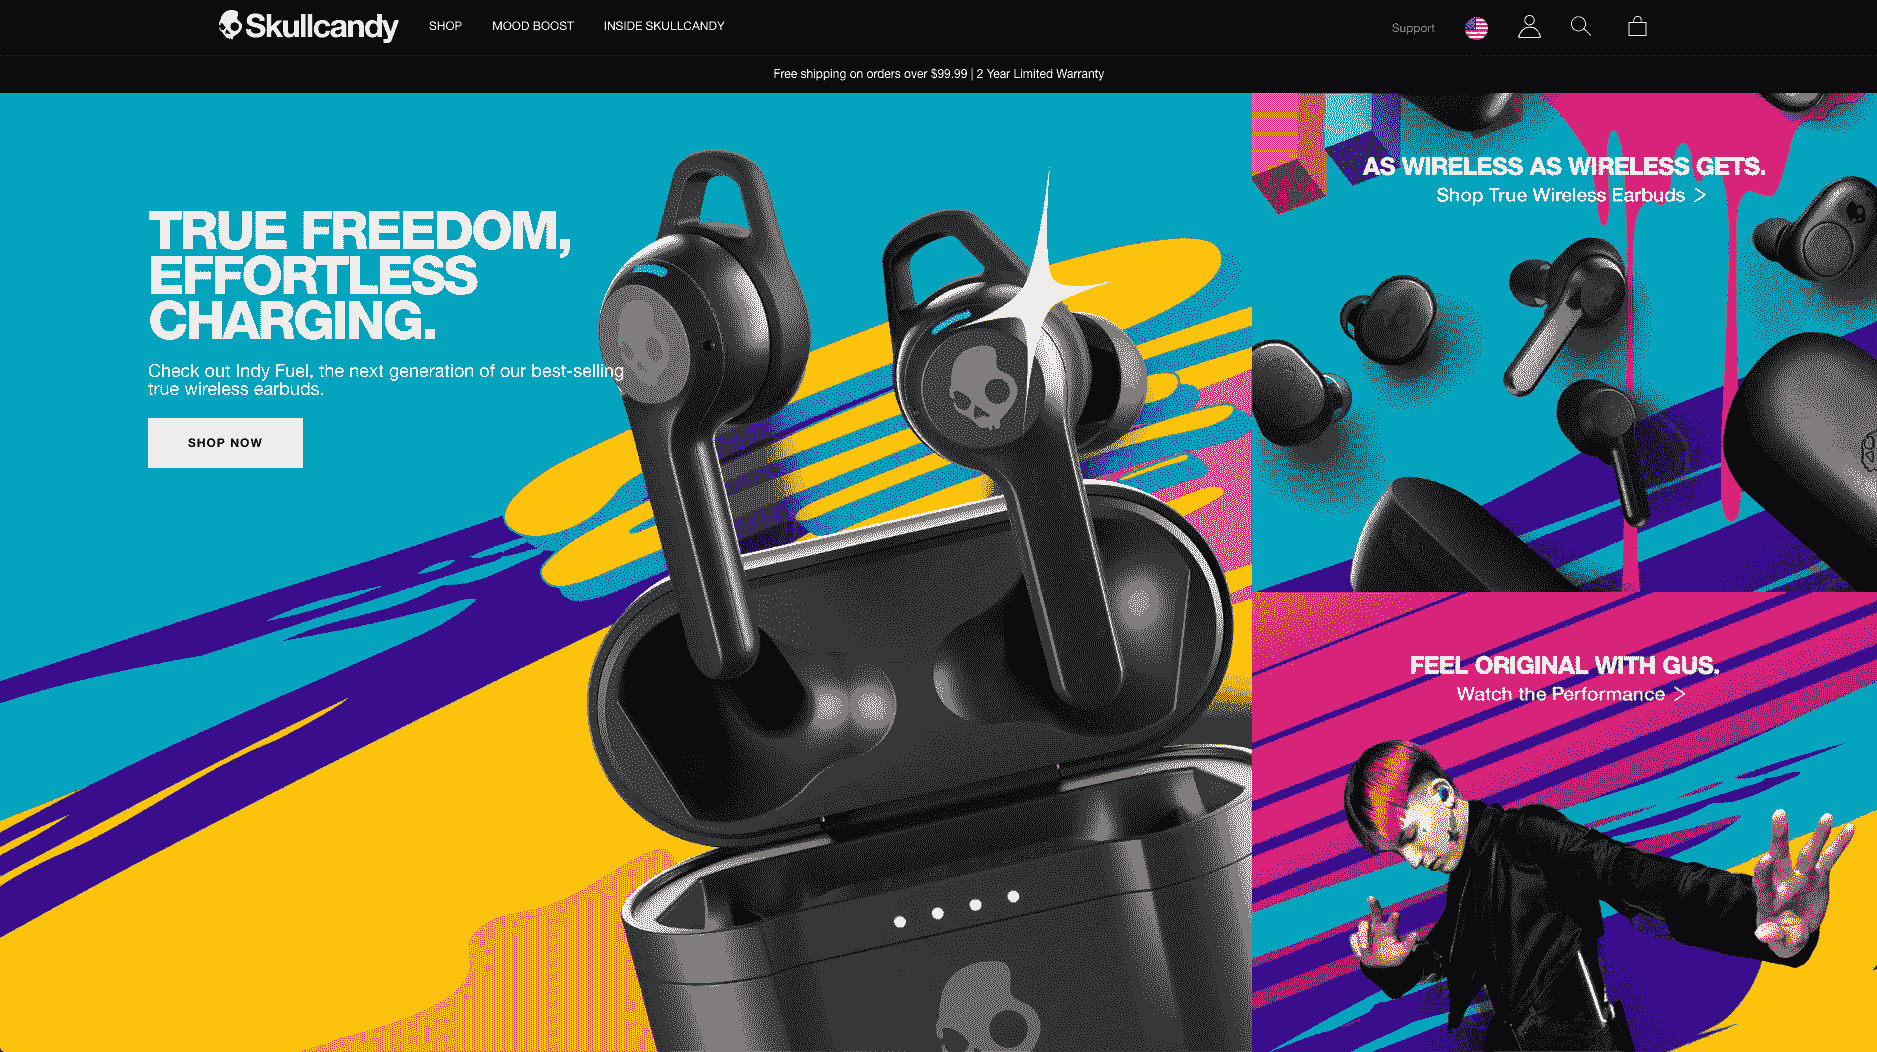 Skullcandy
SHOP
MOOD BOOST
INSIDE SKULLCANDY
Support
Free shipping on orders over $99.99 | 2 Year Limited Warranty
TRUE FREEDOM,
EFFORTLESS
CHARGING.
Check out Indy Fuel, the next generation of our best-selling
true wireless earbuds.
SHOP NOW
AS WIRELESS AS WIRELESS GETS.
Shop True Wireless Earbuds >
FEEL ORIGINAL WITH GUS.
Watch the Performance >